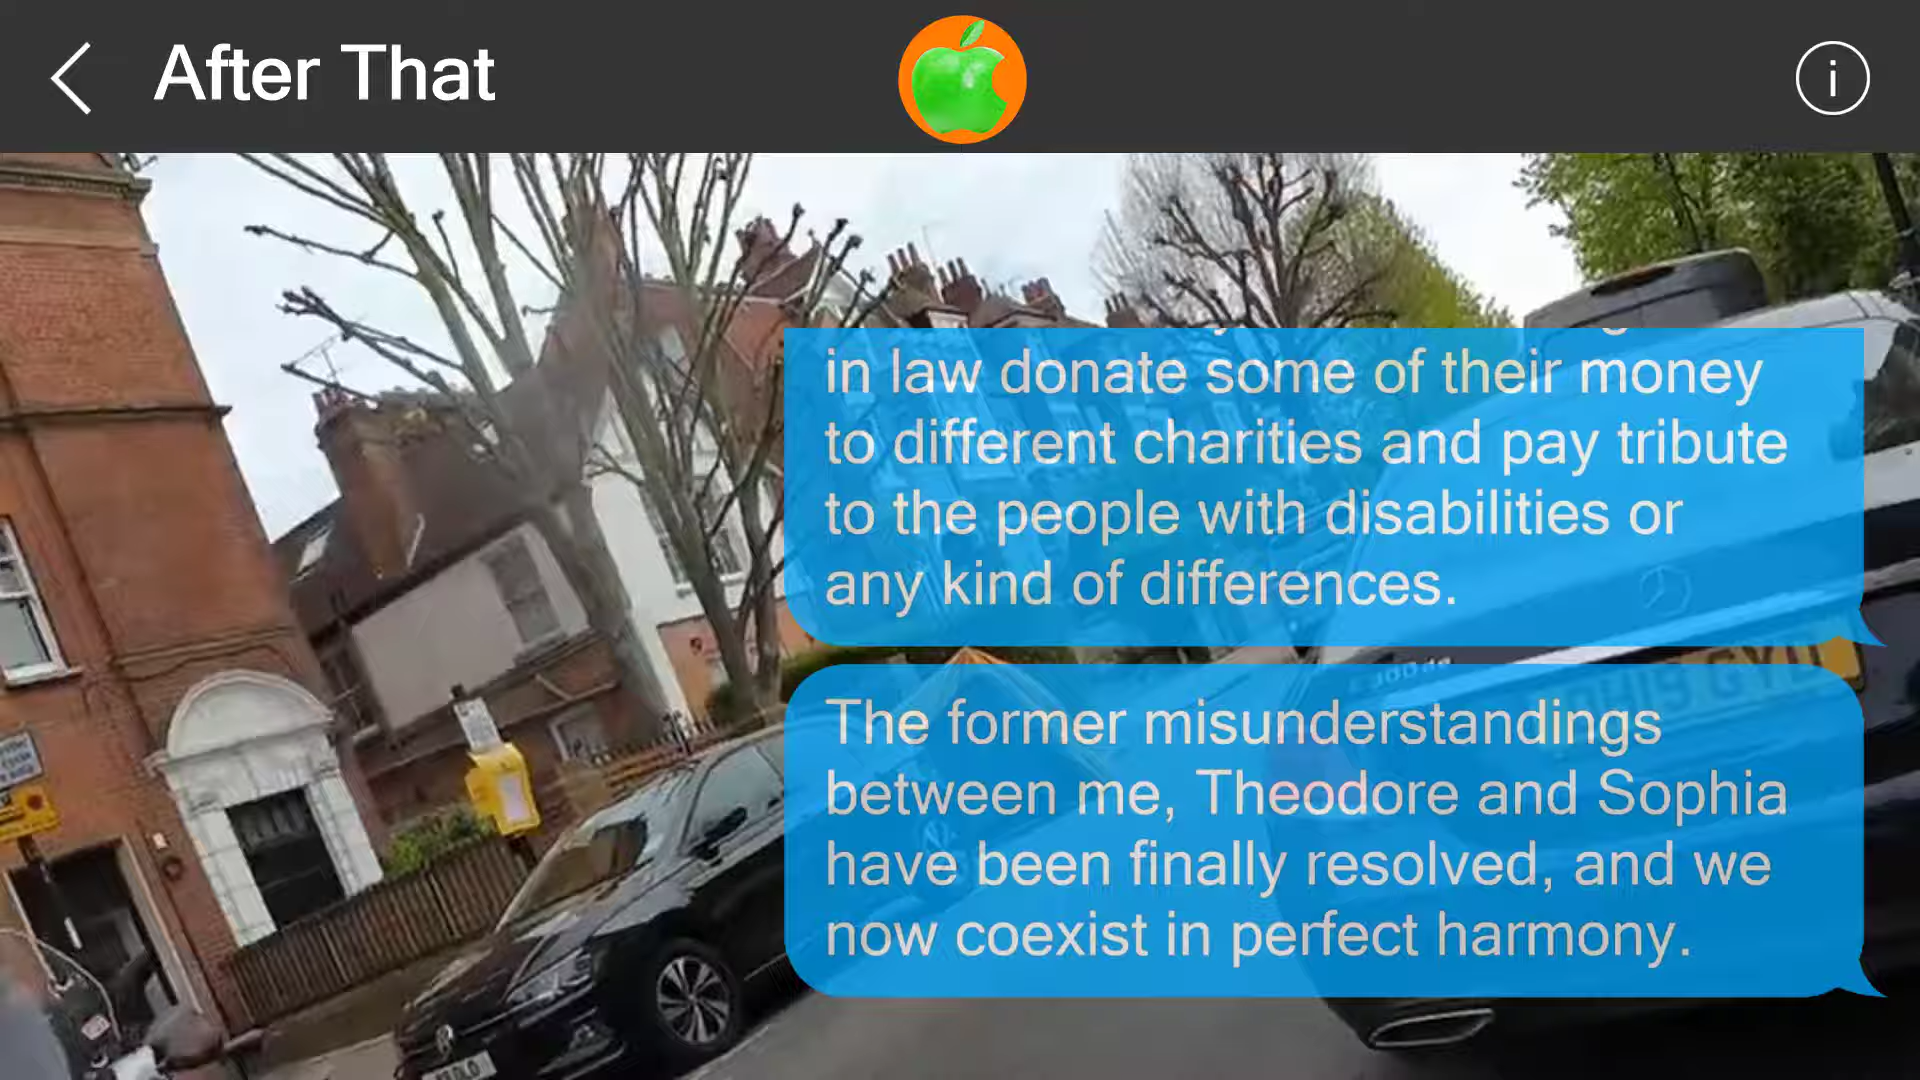 After That
in law donate some of their money
to different charities and pay tribute
to the people with disabilities or
any kind of differences.
The former misunderstandings
between me, Theodore and Sophia
have been finally resolved, and we
now coexist in perfect harmony.